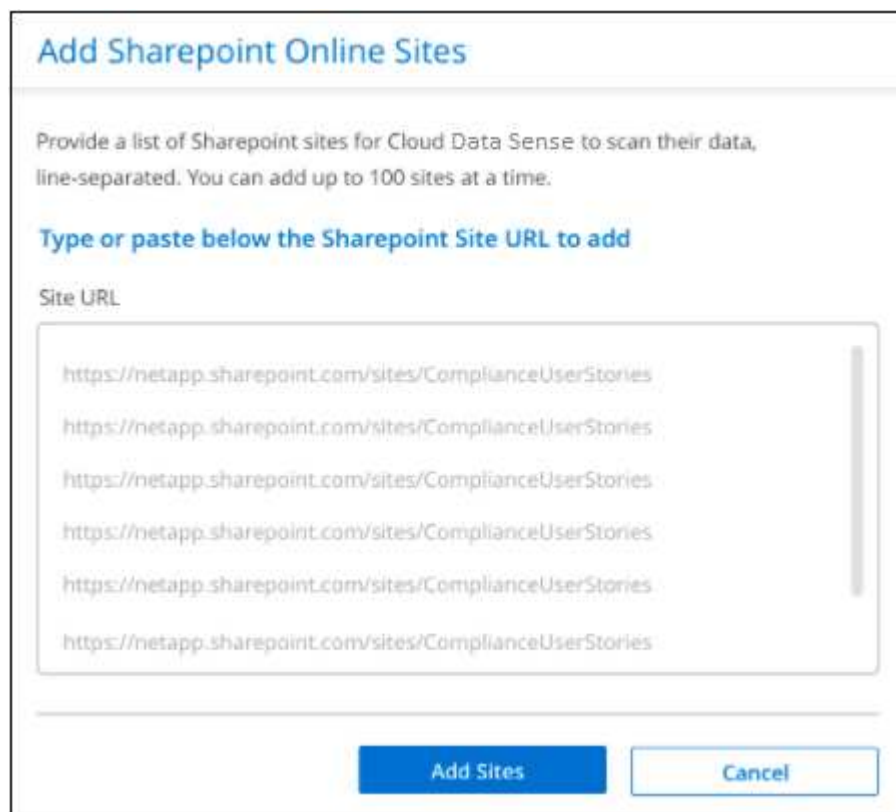 Add Sharepoint Online Sites
Provide a list of Sharepoint sites for Cloud Data Sense to scan their data,
line-separated. You can add up to 100 sites at a time.
Type or paste below the Sharepoint Site URL to add
Site URL
https://netapp.sharepoint.com/sites/ComplianceUserStories
https://netapp.sharepoint.com/sites/ComplianceUserStories
https://netapp.sharepoint.com/sites/ComplianceUserStories
https://netapp.sharepoint.com/sites/ComplianceUserStories
https://netapp.sharepoint.com/sites/ComplianceUserStories
https://netapp.sharepoint.com/sites/ComplianceUserStories
Add Sites
Cancel